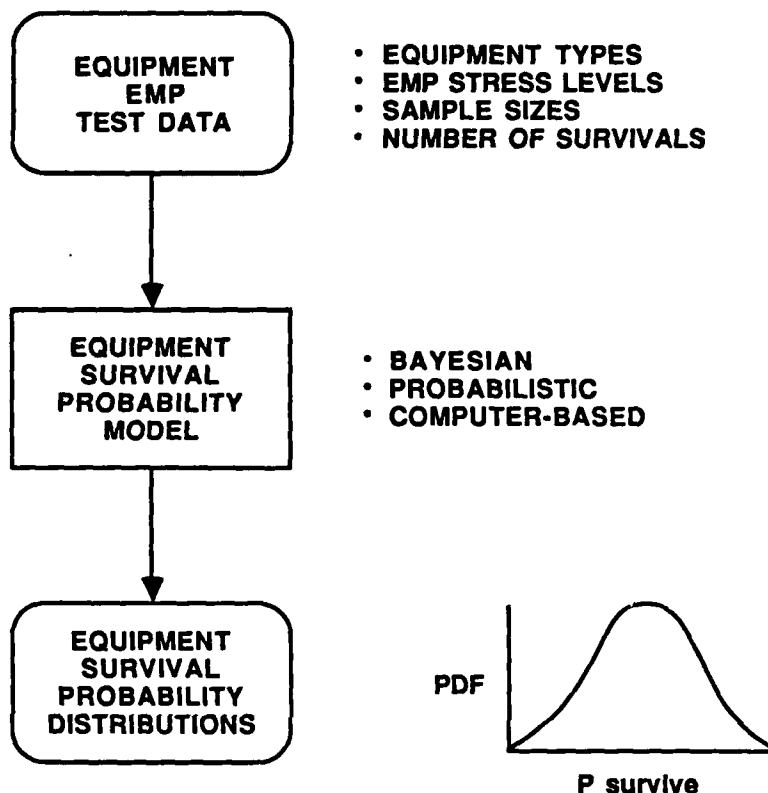 EQUIPMENT
EMP
TEST DATA
• EQUIPMENT TYPES
• EMP STRESS LEVELS
• SAMPLE SIZES
• NUMBER OF SURVIVALS
EQUIPMENT
SURVIVAL
PROBABILITY
MODEL
• BAYESIAN
• PROBABILISTIC
• COMPUTER-BASED
EQUIPMENT
SURVIVAL
PROBABILITY
DISTRIBUTIONS
PDF
P survive